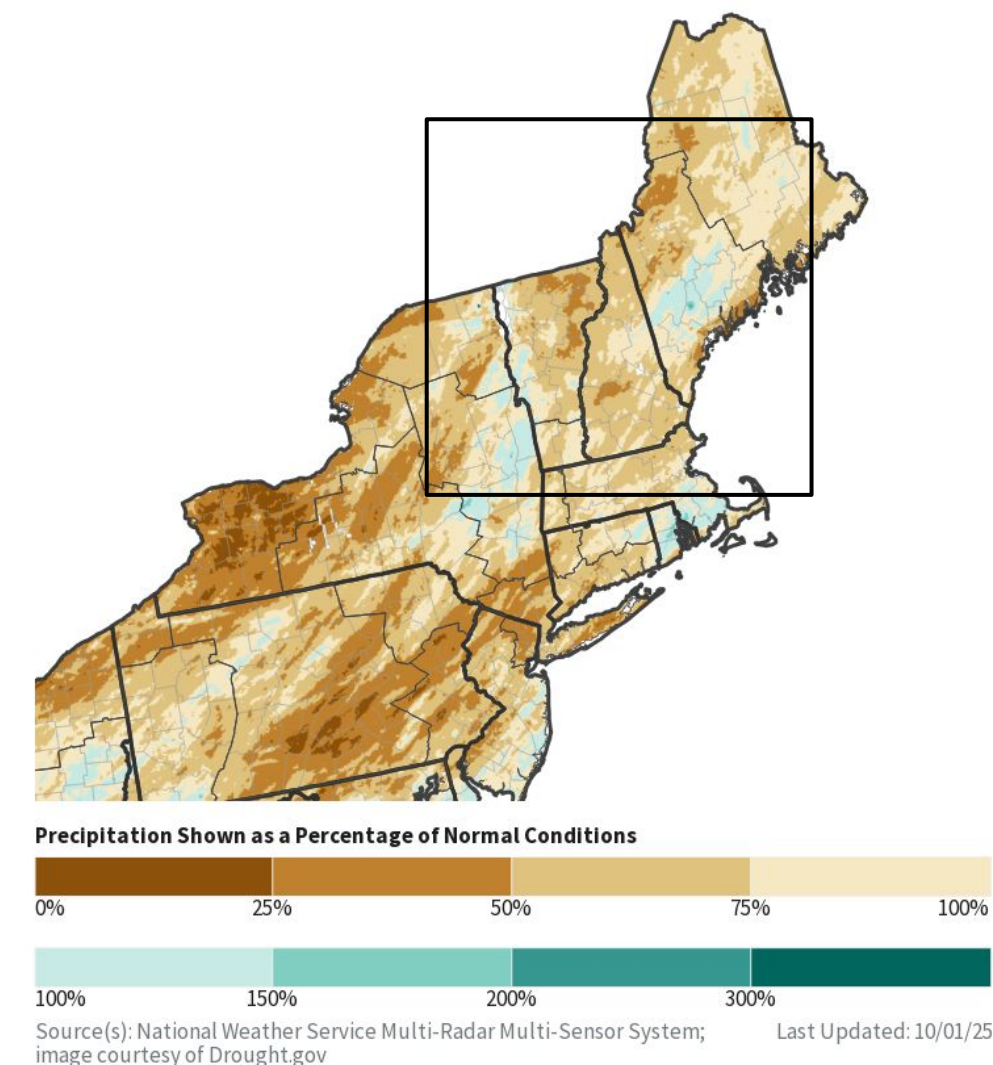 Precipitation Shown as a Percentage of Normal Conditions
0% 25% 50% 75% 100%
100% 150% 200% 300%
Source(s): National Weather Service Multi-Radar Multi-Sensor System; Last Updated: 10/01/25
image courtesy of Drought.gov